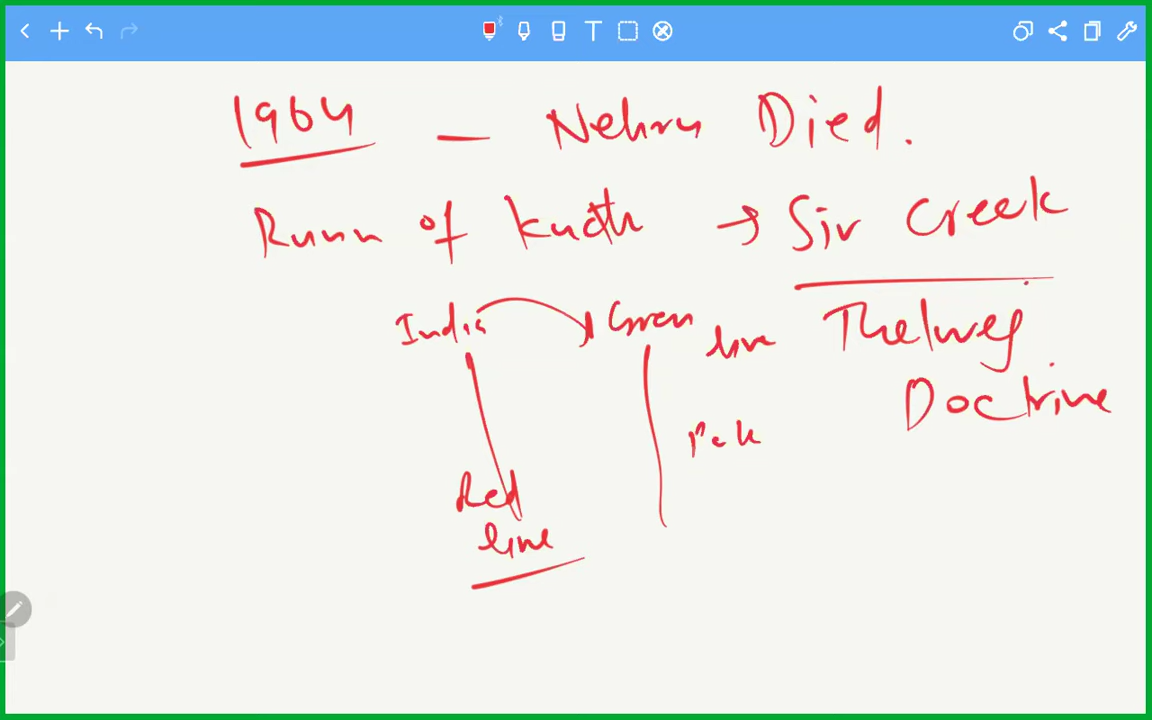 1964 — Nehru Died.
Runn of Kutch → Sir Creek
India Green line
Thelweg
Doctrine
Pak
Red
line